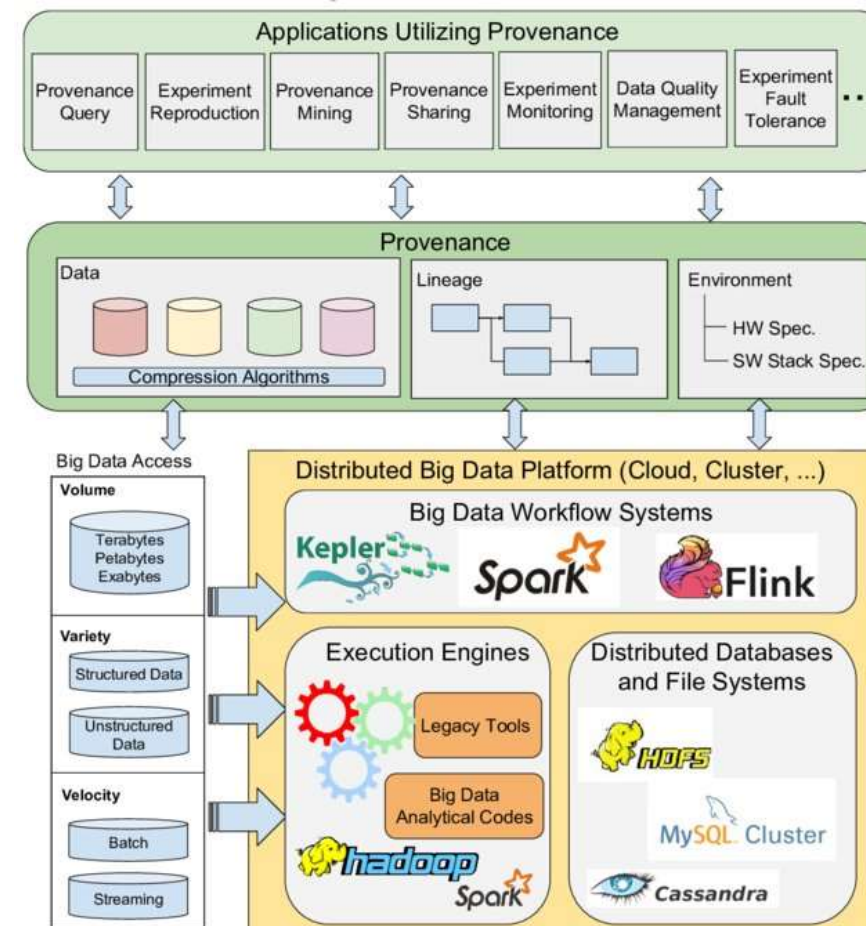 Applications Utilizing Provenance
Provenance
Query
Experiment
Reproduction
Provenance
Mining
Provenance
Sharing
Experiment
Monitoring
Data Quality
Management
Experiment
Fault
Tolerance
...
Provenance
Data
Compression Algorithms
Lineage
Environment
HW Spec.
SW Stack Spec.
Big Data Access
Volume
Terabytes
Petabytes
Exabytes
Variety
Structured Data
Unstructured
Data
Velocity
Batch
Streaming
Distributed Big Data Platform (Cloud, Cluster, ...)
Big Data Workflow Systems
Kepler
Spark
Flink
Execution Engines
Legacy Tools
Big Data
Analytical Codes
hadoop
Spark
Distributed Databases
and File Systems
HDFS
MySQL Cluster
Cassandra